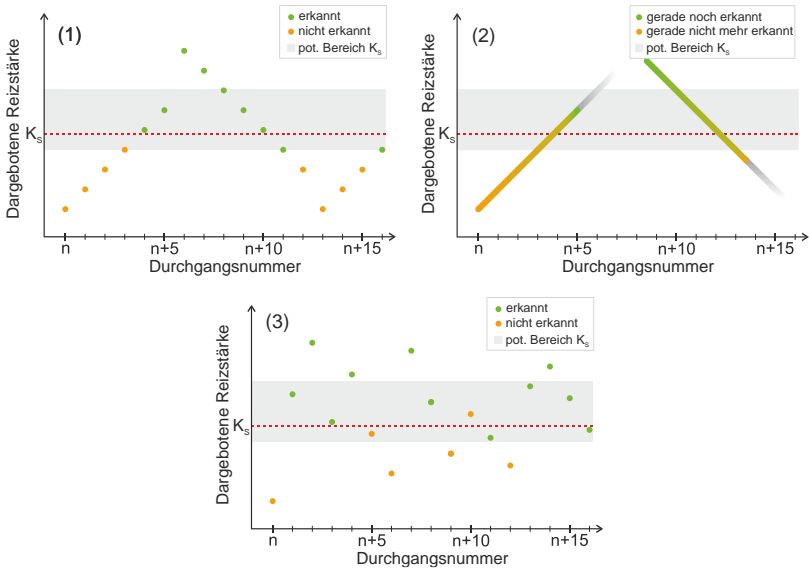 (1)
erkannt
nicht erkannt
pot. Bereich Ks
Dargebotene Reizstärke
Ks
n
n+5
n+10
n+15
Durchgangsnummer
(2)
gerade noch erkannt
gerade nicht mehr erkannt
pot. Bereich Ks
Dargebotene Reizstärke
Ks
n
n+5
n+10
n+15
Durchgangsnummer
(3)
erkannt
nicht erkannt
pot. Bereich Ks
Dargebotene Reizstärke
Ks
n
n+5
n+10
n+15
Durchgangsnummer